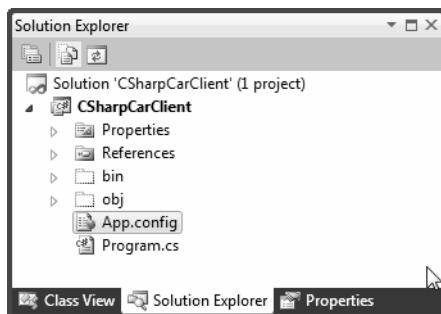 Solution Explorer
Solution 'CSharpCarClient' (1 project)
CSharpCarClient
Properties
References
bin
obj
App.config
Program.cs
Class View Solution Explorer Properties